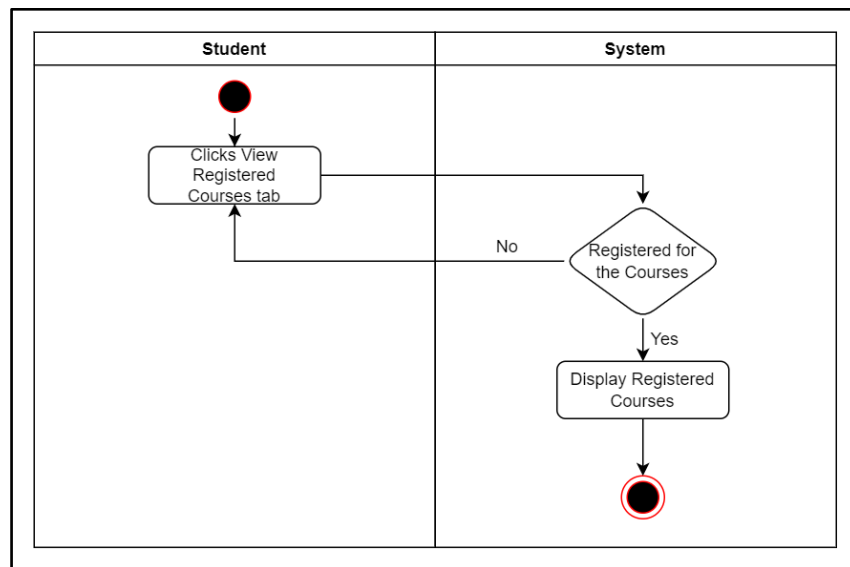 Student
System
Clicks View
Registered
Courses tab
No
Registered for
the Courses
Yes
Display Registered
Courses